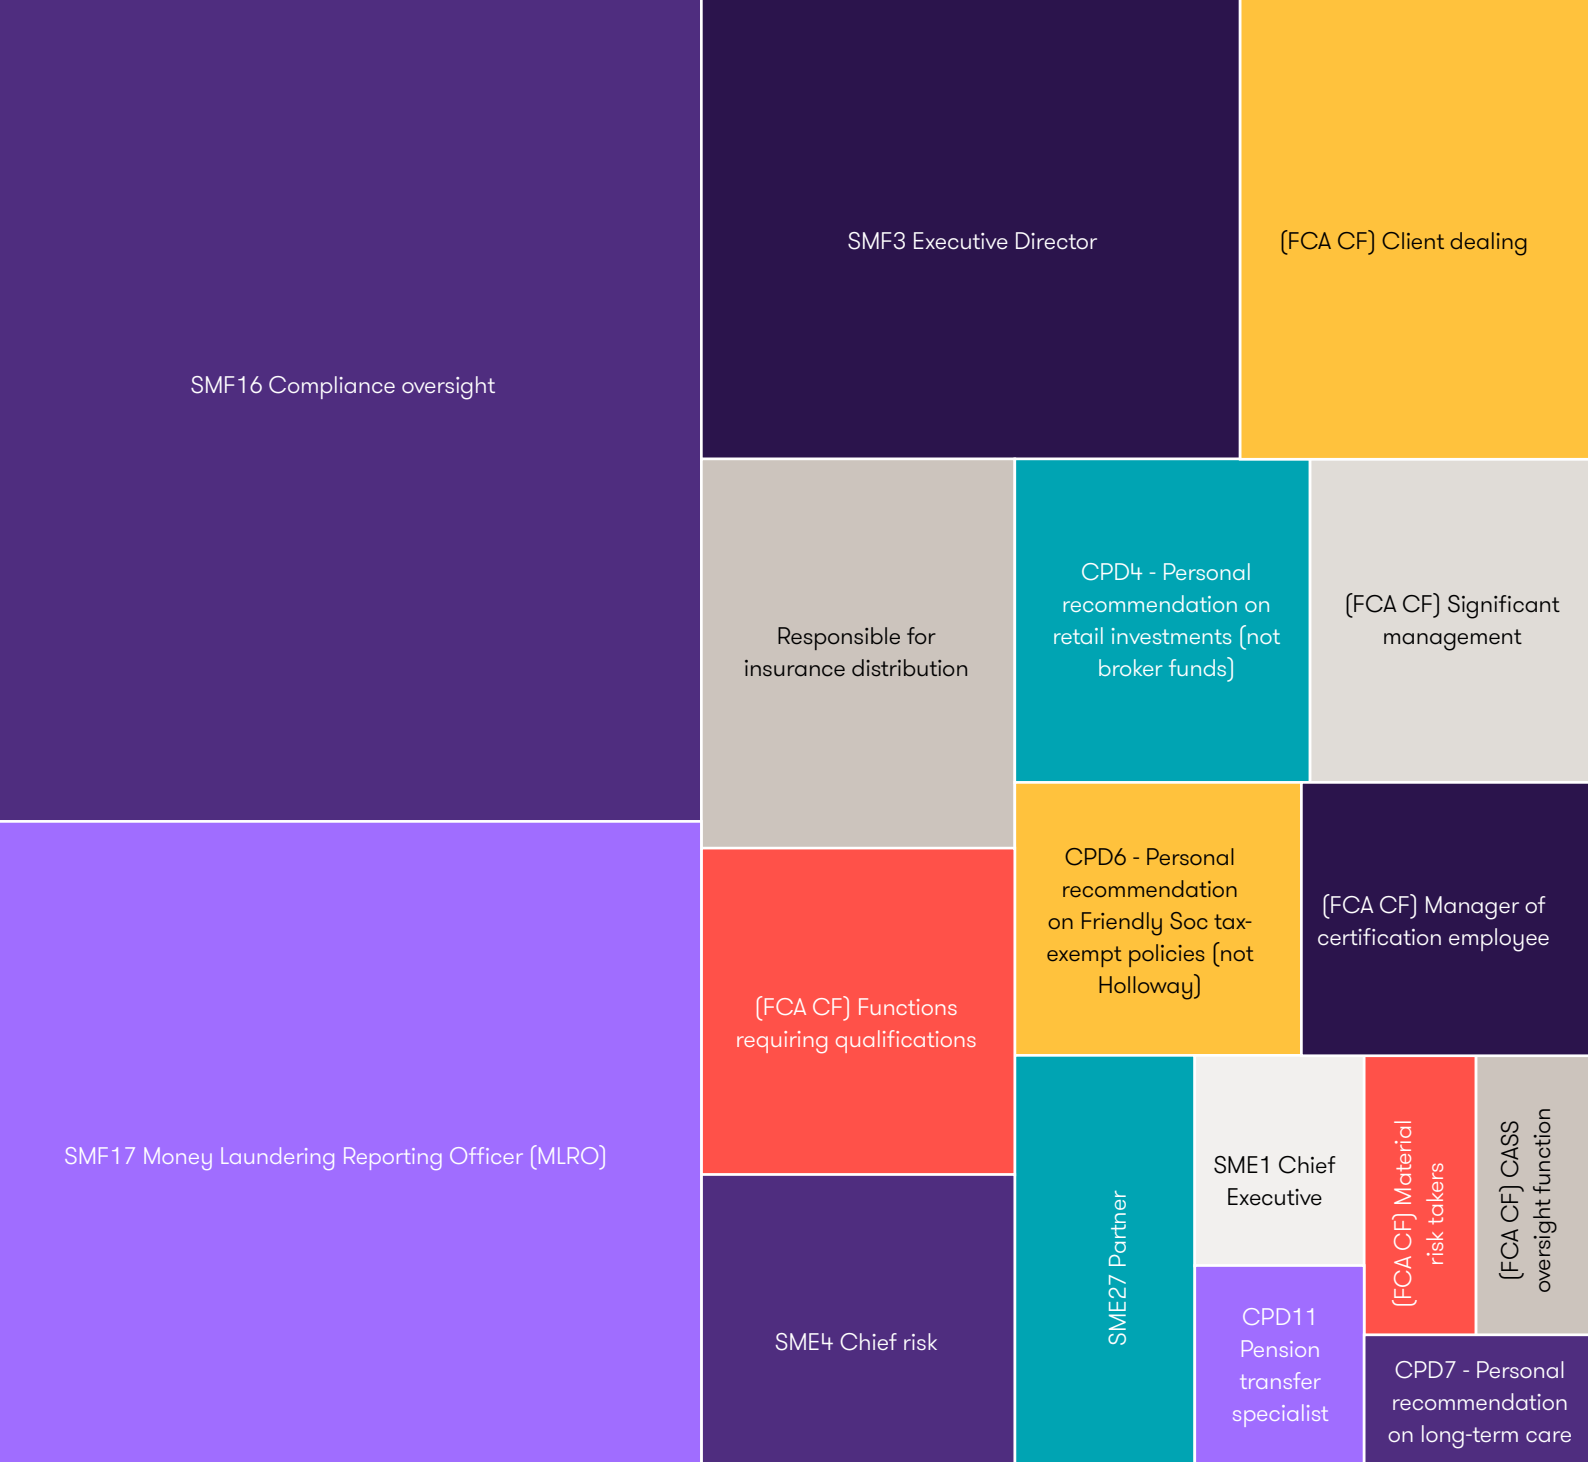 SMF16 Compliance oversight
SMF17 Money Laundering Reporting Officer (MLRO)
SMF3 Executive Director
(FCA CF) Client dealing
Responsible for
insurance distribution
CPD4 - Personal
recommendation on
retail investments (not
broker funds)
(FCA CF) Significant
management
(FCA CF) Functions
requiring qualifications
CPD6 - Personal
recommendation
on Friendly Soc tax-
exempt policies (not
Holloway)
(FCA CF) Manager of
certification employee
SME4 Chief risk
SME27 Partner
SME1 Chief
Executive
CPD11
Pension
transfer
specialist
(FCA CF) Material
risk takers
(FCA CF) CASS
oversight function
CPD7 - Personal
recommendation
on long-term care